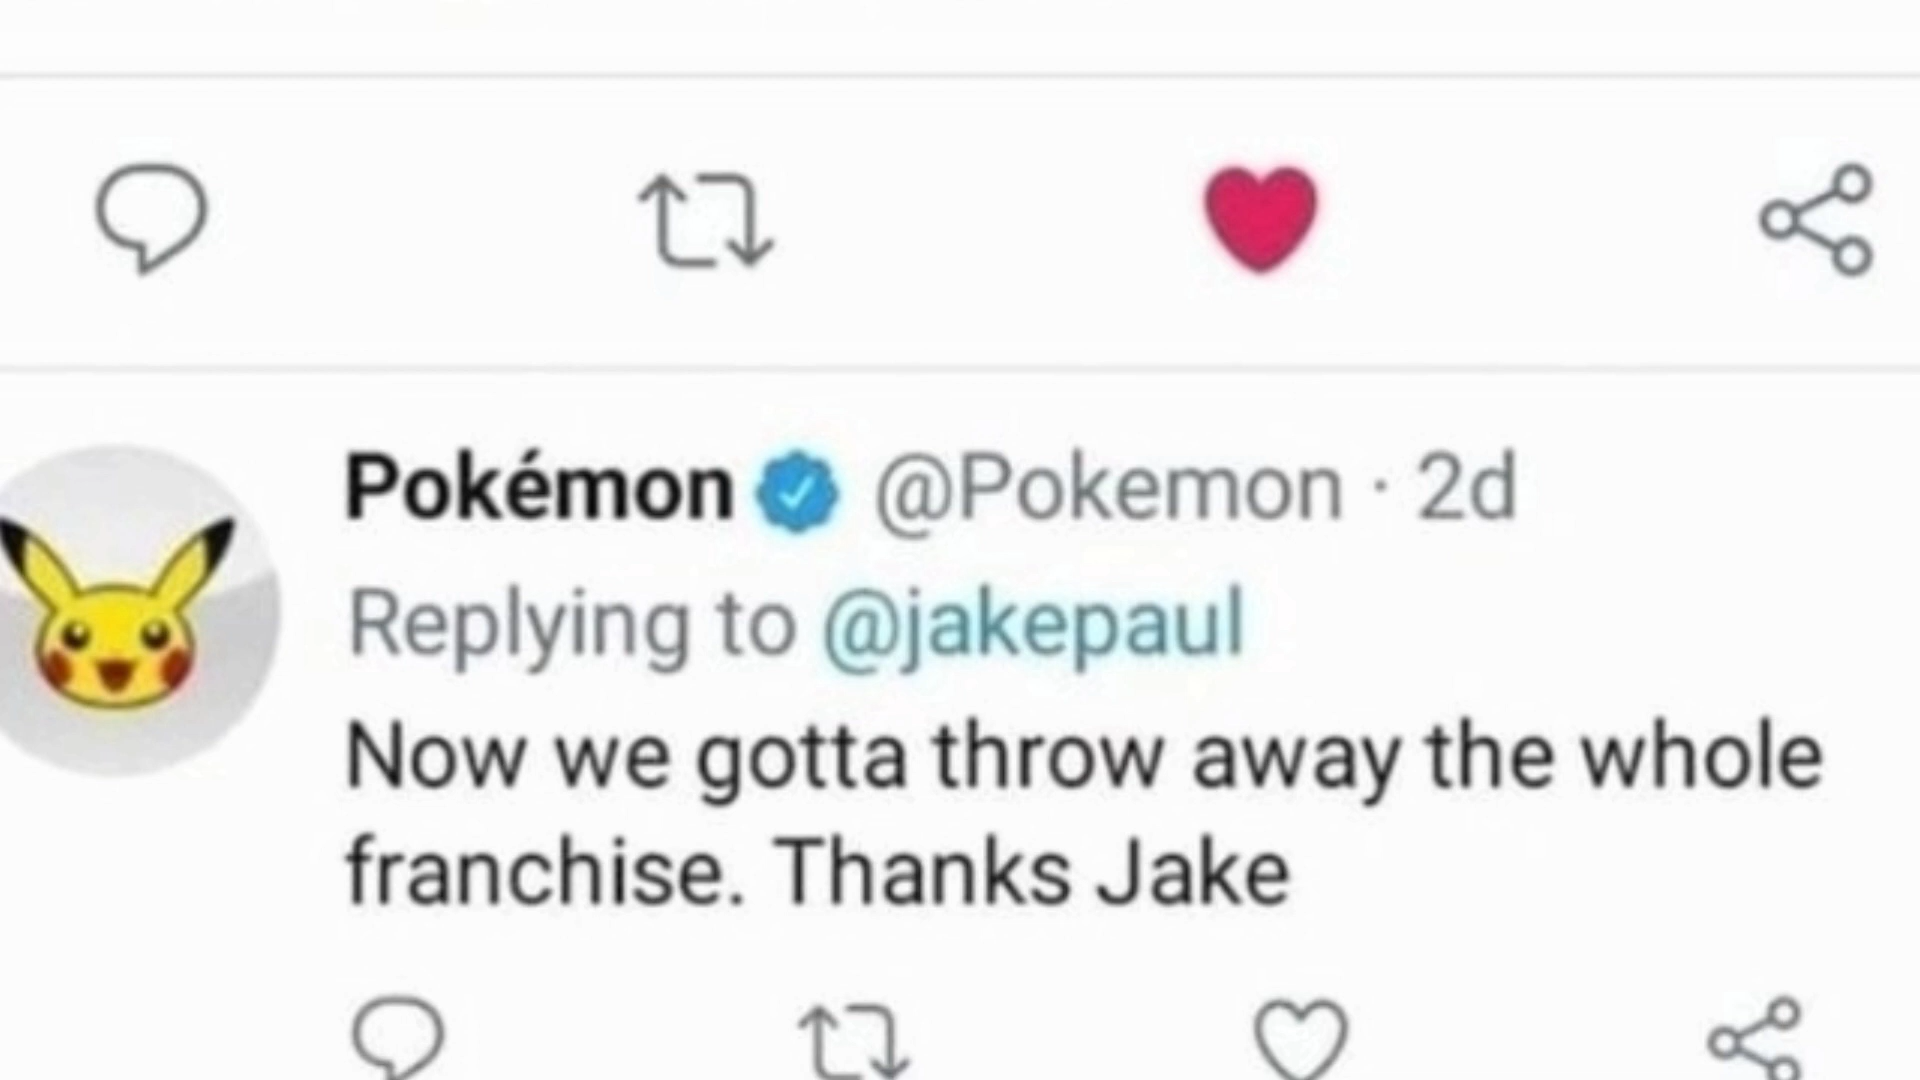 Pokémon @Pokemon · 2d
Replying to @jakepaul
Now we gotta throw away the whole
franchise. Thanks Jake